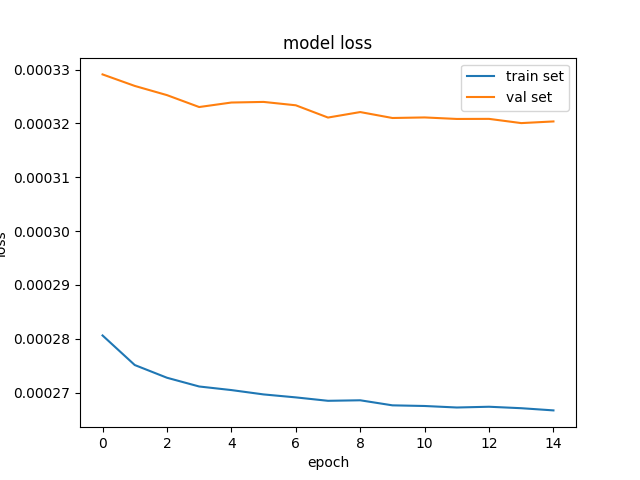 model loss
train set
val set
0.00033
0.00032
0.00031
0.00030
0.00029
0.00028
0.00027
loss
0 2 4 6 8 10 12 14
epoch